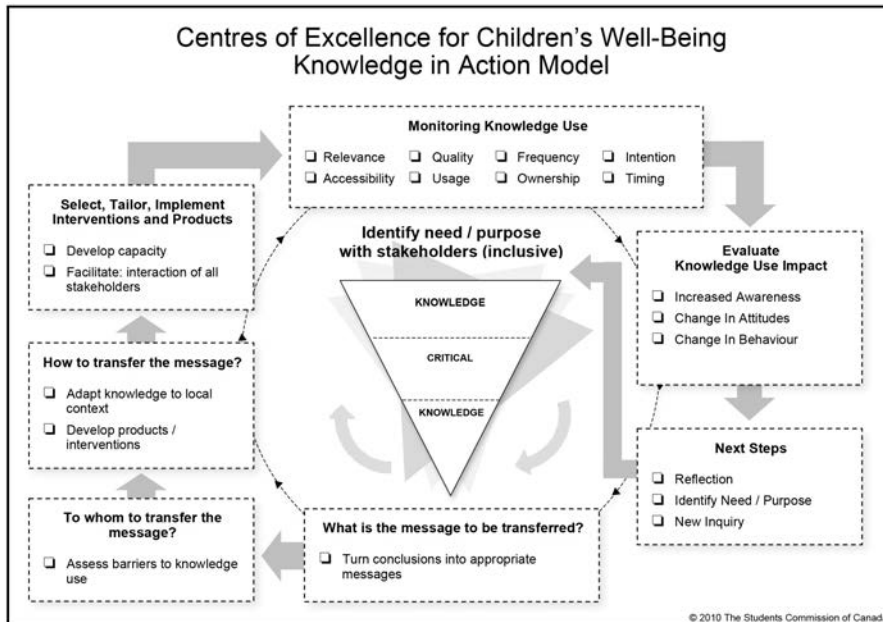 Centres of Excellence for Children's Well-Being
Knowledge in Action Model
Monitoring Knowledge Use
❏ Relevance ❏ Quality ❏ Frequency ❏ Intention
❏ Accessibility ❏ Usage ❏ Ownership ❏ Timing
Select, Tailor, Implement
Interventions and Products
❏ Develop capacity
❏ Facilitate: interaction of all
stakeholders
Identify need / purpose
with stakeholders (inclusive)
KNOWLEDGE
CRITICAL
KNOWLEDGE
Evaluate
Knowledge Use Impact
❏ Increased Awareness
❏ Change In Attitudes
❏ Change In Behaviour
How to transfer the message?
❏ Adapt knowledge to local
context
❏ Develop products /
interventions
Next Steps
❏ Reflection
❏ Identify Need / Purpose
❏ New Inquiry
To whom to transfer the
message?
❏ Assess barriers to knowledge
use
What is the message to be transferred?
❏ Turn conclusions into appropriate
messages
© 2010 The Students Commission of Canada